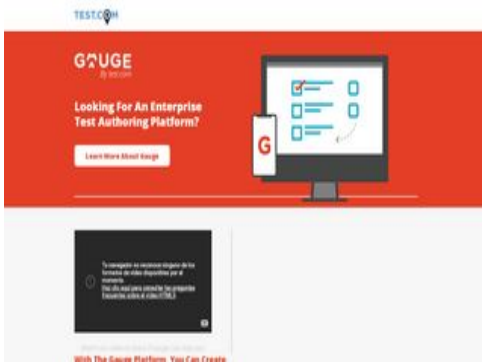 TEST.COM
GAUGE
By test.com
Looking For An Enterprise
Test Authoring Platform?
Learn More About Gauge
G
Tu navegador no reconoce ninguno de los
formatos de vídeo disponibles por el
momento.
Haz clic aquí para consultar las preguntas
frecuentes sobre el vídeo HTML5.
With The Gauge Platform, You Can Create